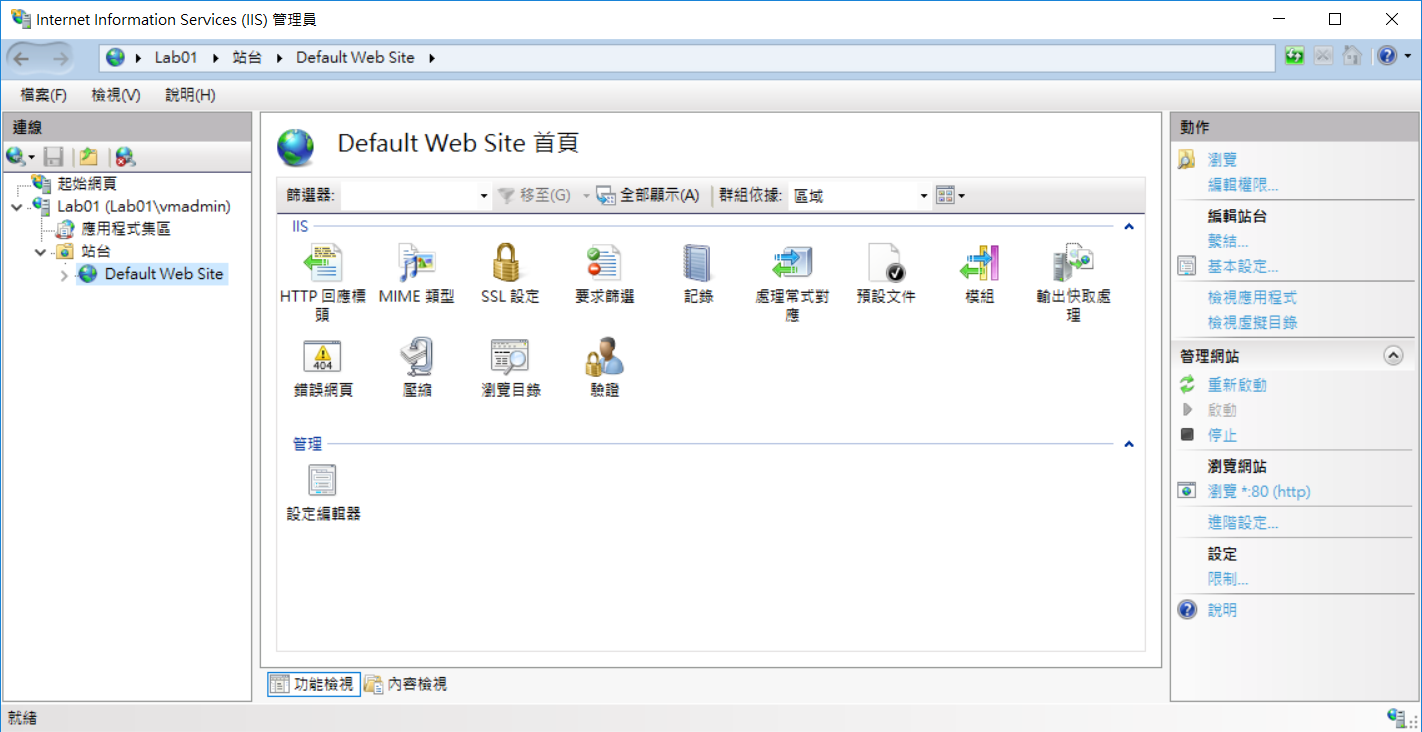 Internet Information Services (IIS) 管理員
Lab01 站台 Default Web Site
檔案(F) 檢視(V) 說明(H)
連線
起始網頁
Lab01 (Lab01\vmadmin)
應用程式集區
站台
Default Web Site
Default Web Site 首頁
篩選器: 移至(G) 全部顯示(A) 群組依據: 區域
IIS
HTTP 回應標頭
MIME 類型
SSL 設定
要求篩選
記錄
處理常式對應
預設文件
模組
輸出快取處理
404
錯誤網頁
壓縮
瀏覽目錄
驗證
管理
設定編輯器
功能檢視 內容檢視
動作
瀏覽
編輯權限...
編輯站台
繫結...
基本設定...
檢視應用程式
檢視虛擬目錄
管理網站
重新啟動
啟動
停止
瀏覽網站
瀏覽 *:80 (http)
進階設定...
設定
限制...
說明
就緒